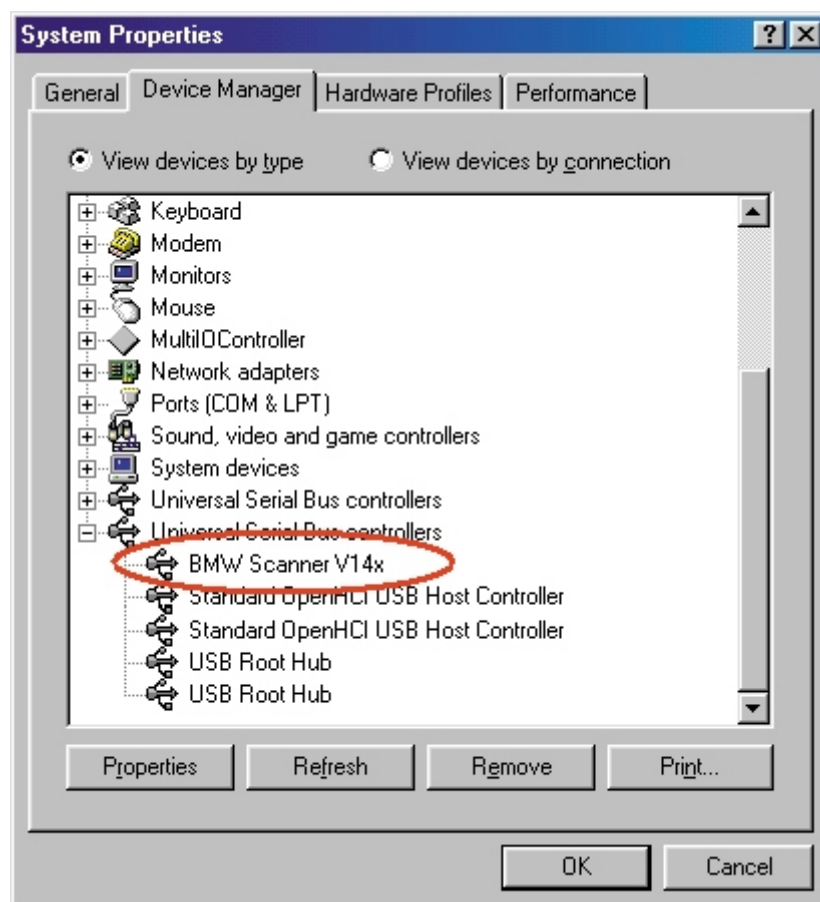 System Properties
? X
General Device Manager Hardware Profiles Performance
View devices by type View devices by connection
Keyboard
Modem
Monitors
Mouse
MultiIOController
Network adapters
Ports (COM & LPT)
Sound, video and game controllers
System devices
Universal Serial Bus controllers
Universal Serial Bus controllers
BMW Scanner V14x
Standard OpenHCI USB Host Controller
Standard OpenHCI USB Host Controller
USB Root Hub
USB Root Hub
Properties Refresh Remove Print...
OK Cancel